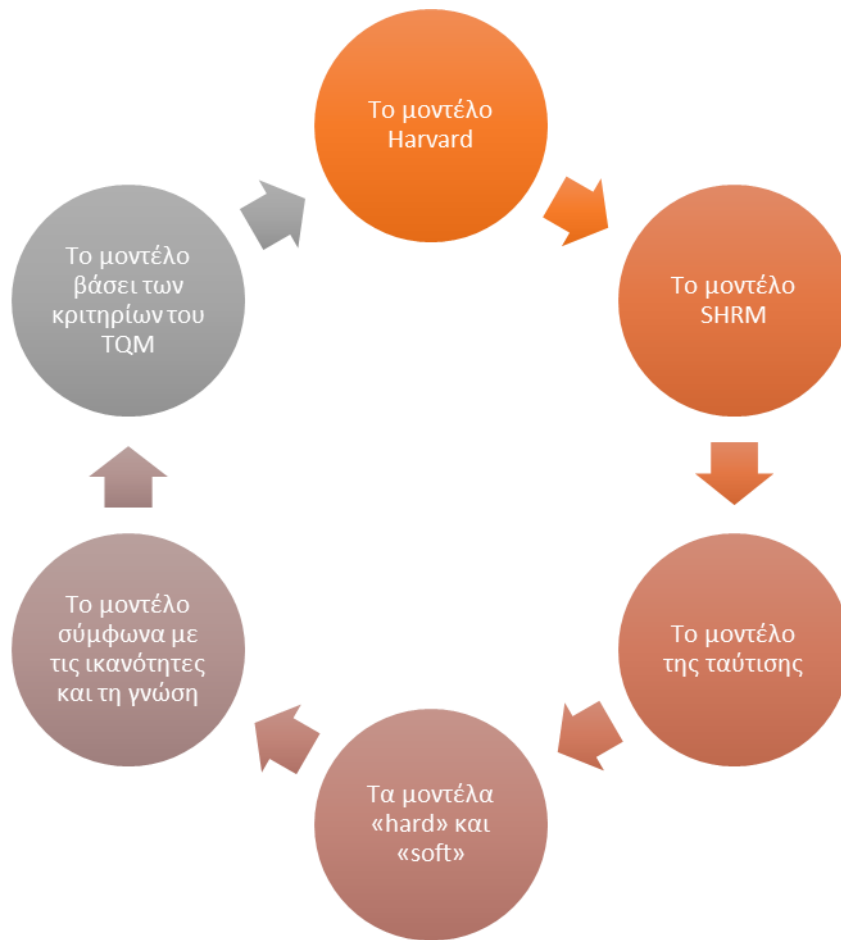 Το μοντέλο
Harvard
Το μοντέλο
SHRM
Το μοντέλο
της ταύτισης
Τα μοντέλα
«hard» και
«soft»
Το μοντέλο
σύμφωνα με
τις ικανότητες
και τη γνώση
Το μοντέλο
βάσει των
κριτηρίων του
TQM